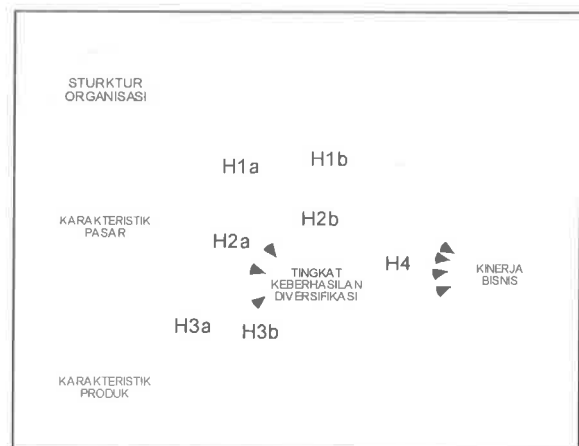 STURKTUR
ORGANISASI
H1a
H1b
KARAKTERISTIK
PASAR
H2b
H2a
H4
TINGKAT
KEBERHASILAN
DIVERSIFIKASI
KINERJA
BISNIS
H3a
H3b
KARAKTERISTIK
PRODUK